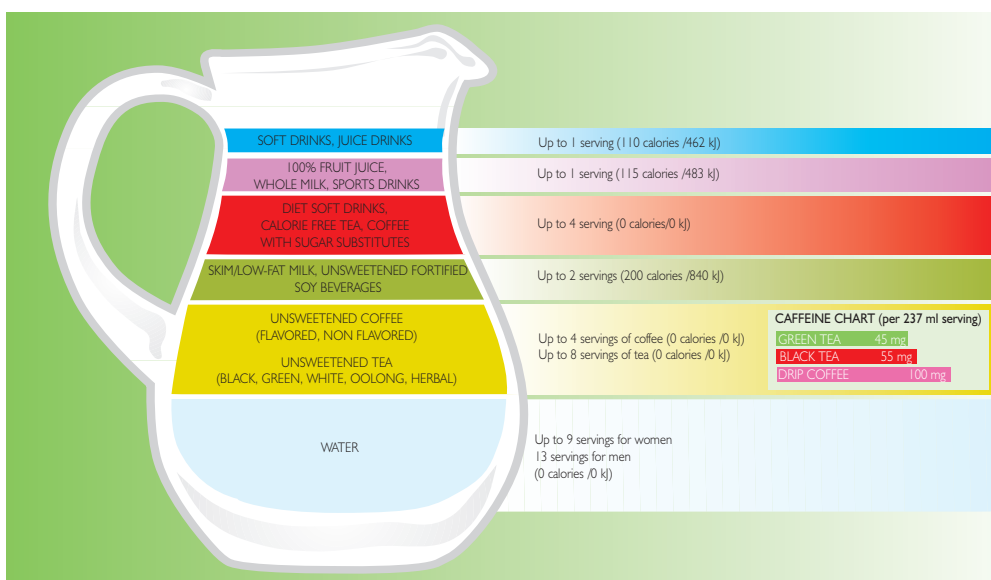 SOFT DRINKS, JUICE DRINKS
Up to 1 serving (110 calories /462 kJ)
100% FRUIT JUICE,
WHOLE MILK, SPORTS DRINKS
Up to 1 serving (115 calories /483 kJ)
DIET SOFT DRINKS,
CALORIE FREE TEA, COFFEE
WITH SUGAR SUBSTITUTES
Up to 4 serving (0 calories/0 kJ)
SKIM/LOW-FAT MILK, UNSWEETENED FORTIFIED
SOY BEVERAGES
Up to 2 servings (200 calories /840 kJ)
UNSWEETENED COFFEE
(FLAVORED, NON FLAVORED)
UNSWEETENED TEA
(BLACK, GREEN, WHITE, OOLONG, HERBAL)
Up to 4 servings of coffee (0 calories /0 kJ)
Up to 8 servings of tea (0 calories /0 kJ)
CAFFEINE CHART (per 237 ml serving)
GREEN TEA 45 mg
BLACK TEA 55 mg
DRIP COFFEE 100 mg
WATER
Up to 9 servings for women
13 servings for men
(0 calories /0 kJ)